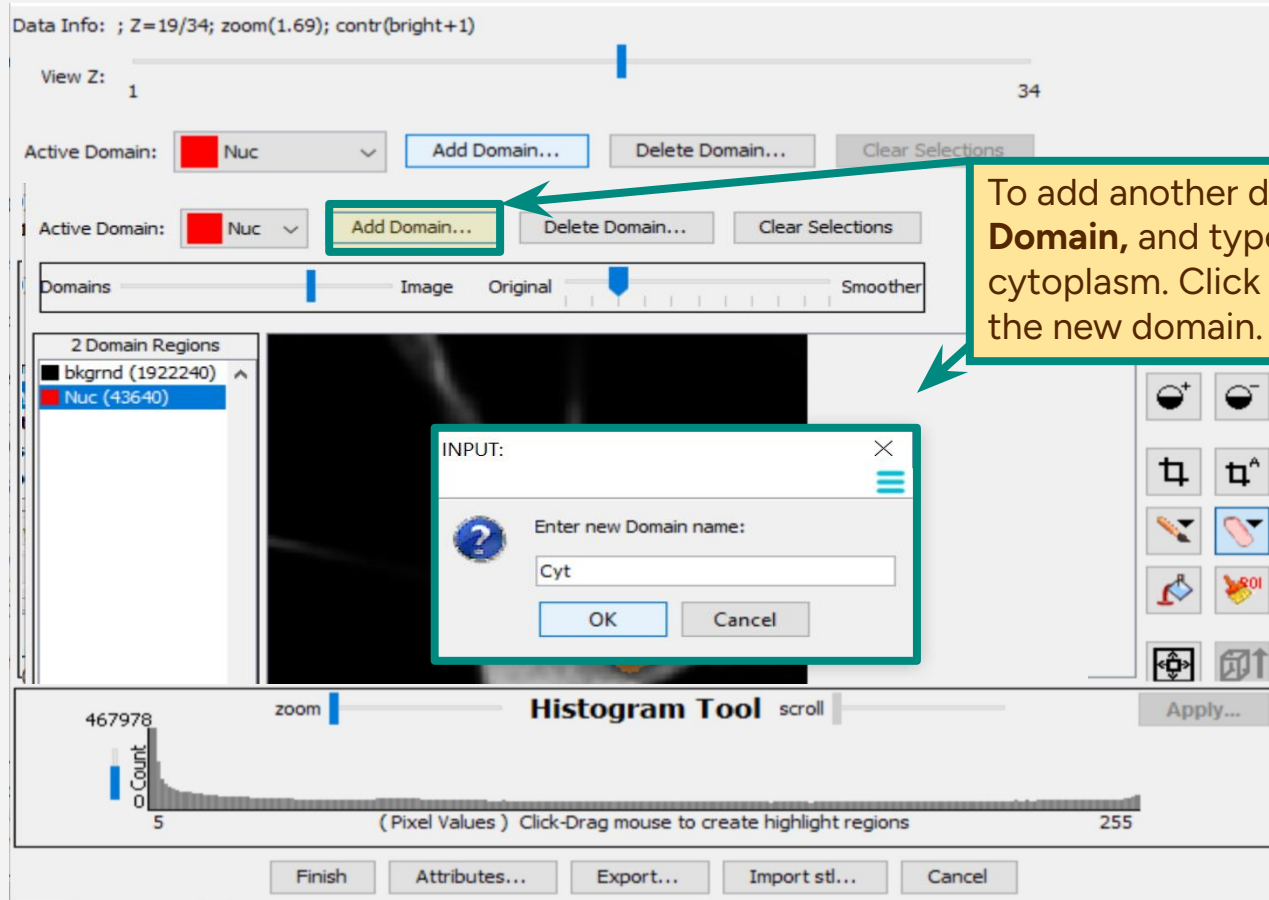 Data Info: ; Z=19/34; zoom(1.69); contr(bright+1)
View Z:
1
34
Active Domain: Nuc Add Domain... Delete Domain... Clear Selections
To add another d
Domain, and type
cytoplasm. Click
the new domain.
Active Domain: Nuc Add Domain... Delete Domain... Clear Selections
Domains Image Original Smoother
2 Domain Regions
bkgrnd (1922240)
Nuc (43640)
INPUT:
Enter new Domain name:
Cyt
OK Cancel
A
ROI
467978 zoom Histogram Tool scroll Apply...
Count
0
5 ( Pixel Values ) Click-Drag mouse to create highlight regions 255
Finish Attributes... Export... Import stl... Cancel